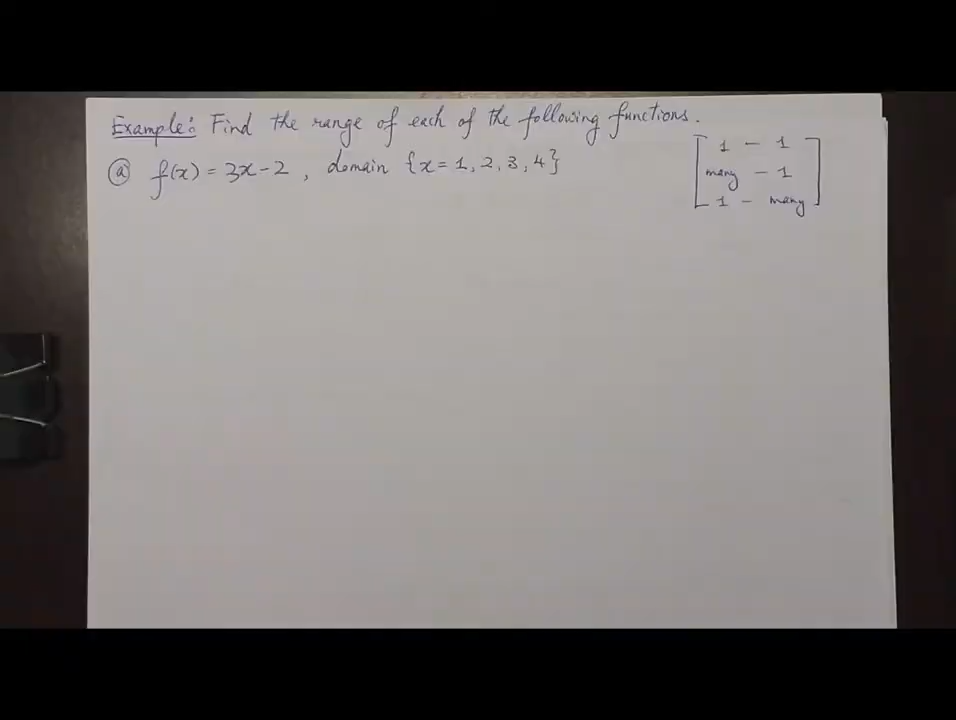 Example: Find the range of each of the following functions.
ⓐ f(x) = 3x - 2 , domain {x = 1, 2, 3, 4}
1 - 1
many - 1
1 - many